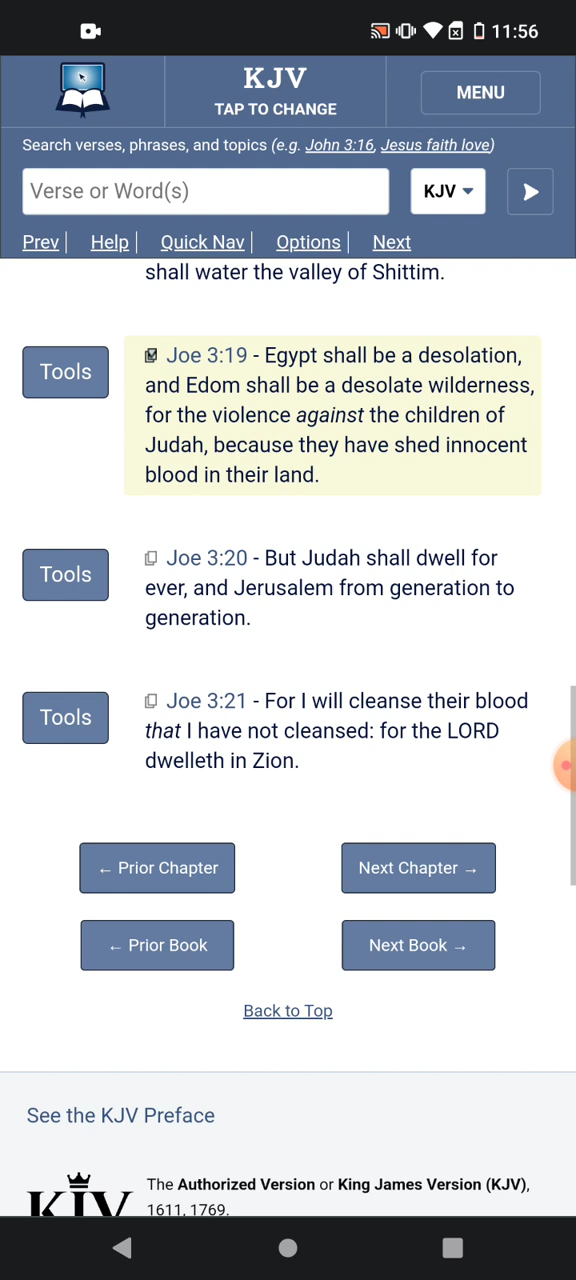 11:56
KJV
TAP TO CHANGE
MENU
Search verses, phrases, and topics (e.g. John 3:16, Jesus faith love)
Verse or Word(s)
KJV
Prev | Help | Quick Nav | Options | Next
shall water the valley of Shittim.
Tools
Joe 3:19 - Egypt shall be a desolation,
and Edom shall be a desolate wilderness,
for the violence against the children of
Judah, because they have shed innocent
blood in their land.
Tools
Joe 3:20 - But Judah shall dwell for
ever, and Jerusalem from generation to
generation.
Tools
Joe 3:21 - For I will cleanse their blood
that I have not cleansed: for the LORD
dwelleth in Zion.
← Prior Chapter
Next Chapter →
← Prior Book
Next Book →
Back to Top
See the KJV Preface
KJV
The Authorized Version or King James Version (KJV),
1611, 1769.